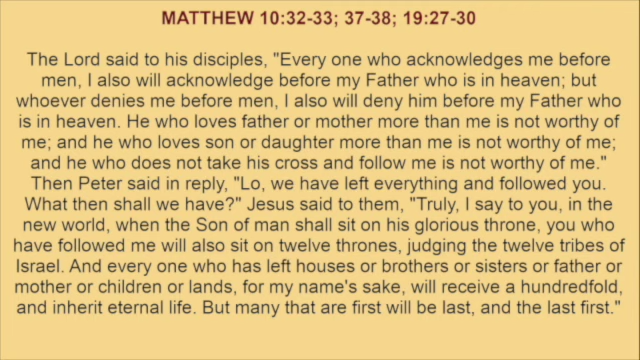 MATTHEW 10:32-33; 37-38; 19:27-30
The Lord said to his disciples, "Every one who acknowledges me before
men, I also will acknowledge before my Father who is in heaven; but
whoever denies me before men, I also will deny him before my Father who
is in heaven. He who loves father or mother more than me is not worthy of
me; and he who loves son or daughter more than me is not worthy of me;
and he who does not take his cross and follow me is not worthy of me."
Then Peter said in reply, "Lo, we have left everything and followed you.
What then shall we have?" Jesus said to them, "Truly, I say to you, in the
new world, when the Son of man shall sit on his glorious throne, you who
have followed me will also sit on twelve thrones, judging the twelve tribes of
Israel. And every one who has left houses or brothers or sisters or father or
mother or children or lands, for my name's sake, will receive a hundredfold,
and inherit eternal life. But many that are first will be last, and the last first."